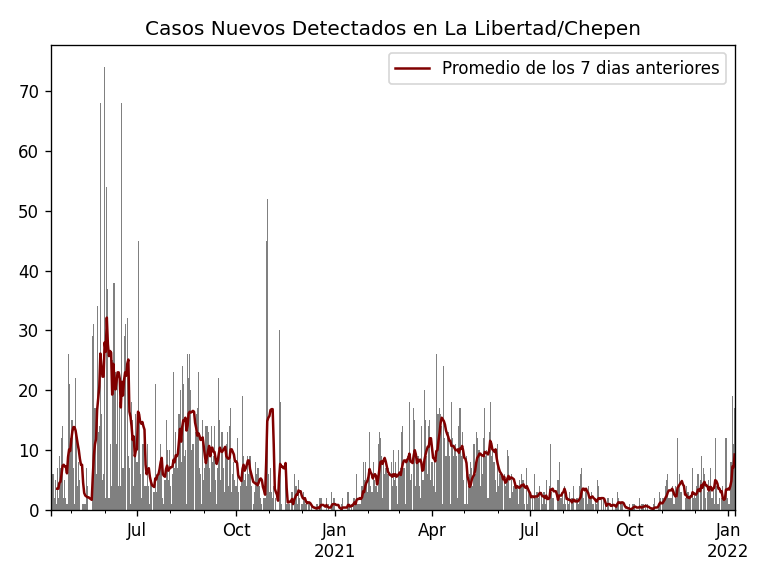 Casos Nuevos Detectados en La Libertad/Chepen
Promedio de los 7 dias anteriores
70
60
50
40
30
20
10
0
Jul
Oct
Jan
2021
Apr
Jul
Oct
Jan
2022